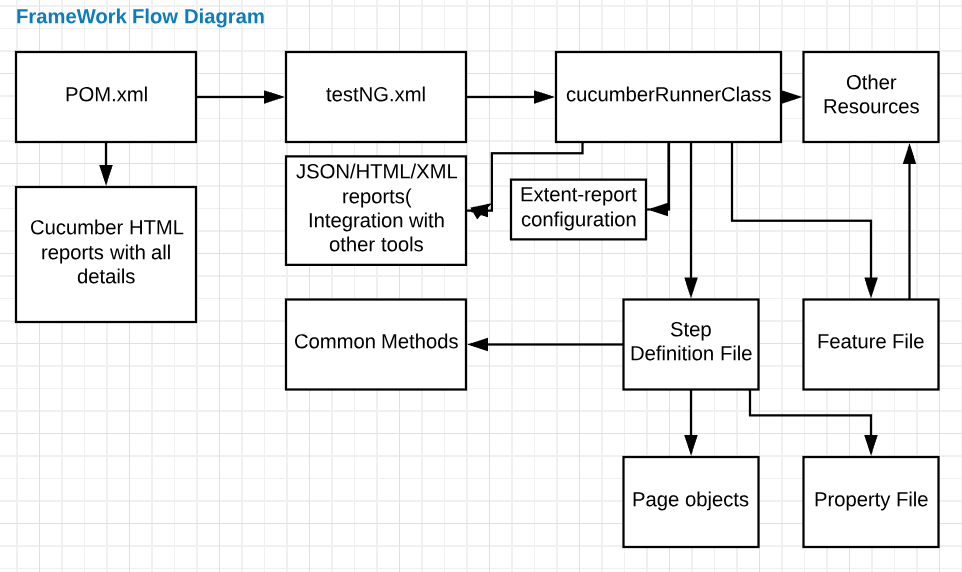 FrameWork Flow Diagram
POM.xml
testNG.xml
cucumberRunnerClass
Other
Resources
JSON/HTML/XML
reports(
Integration with
other tools
Extent-report
configuration
Cucumber HTML
reports with all
details
Common Methods
Step
Definition File
Feature File
Page objects
Property File